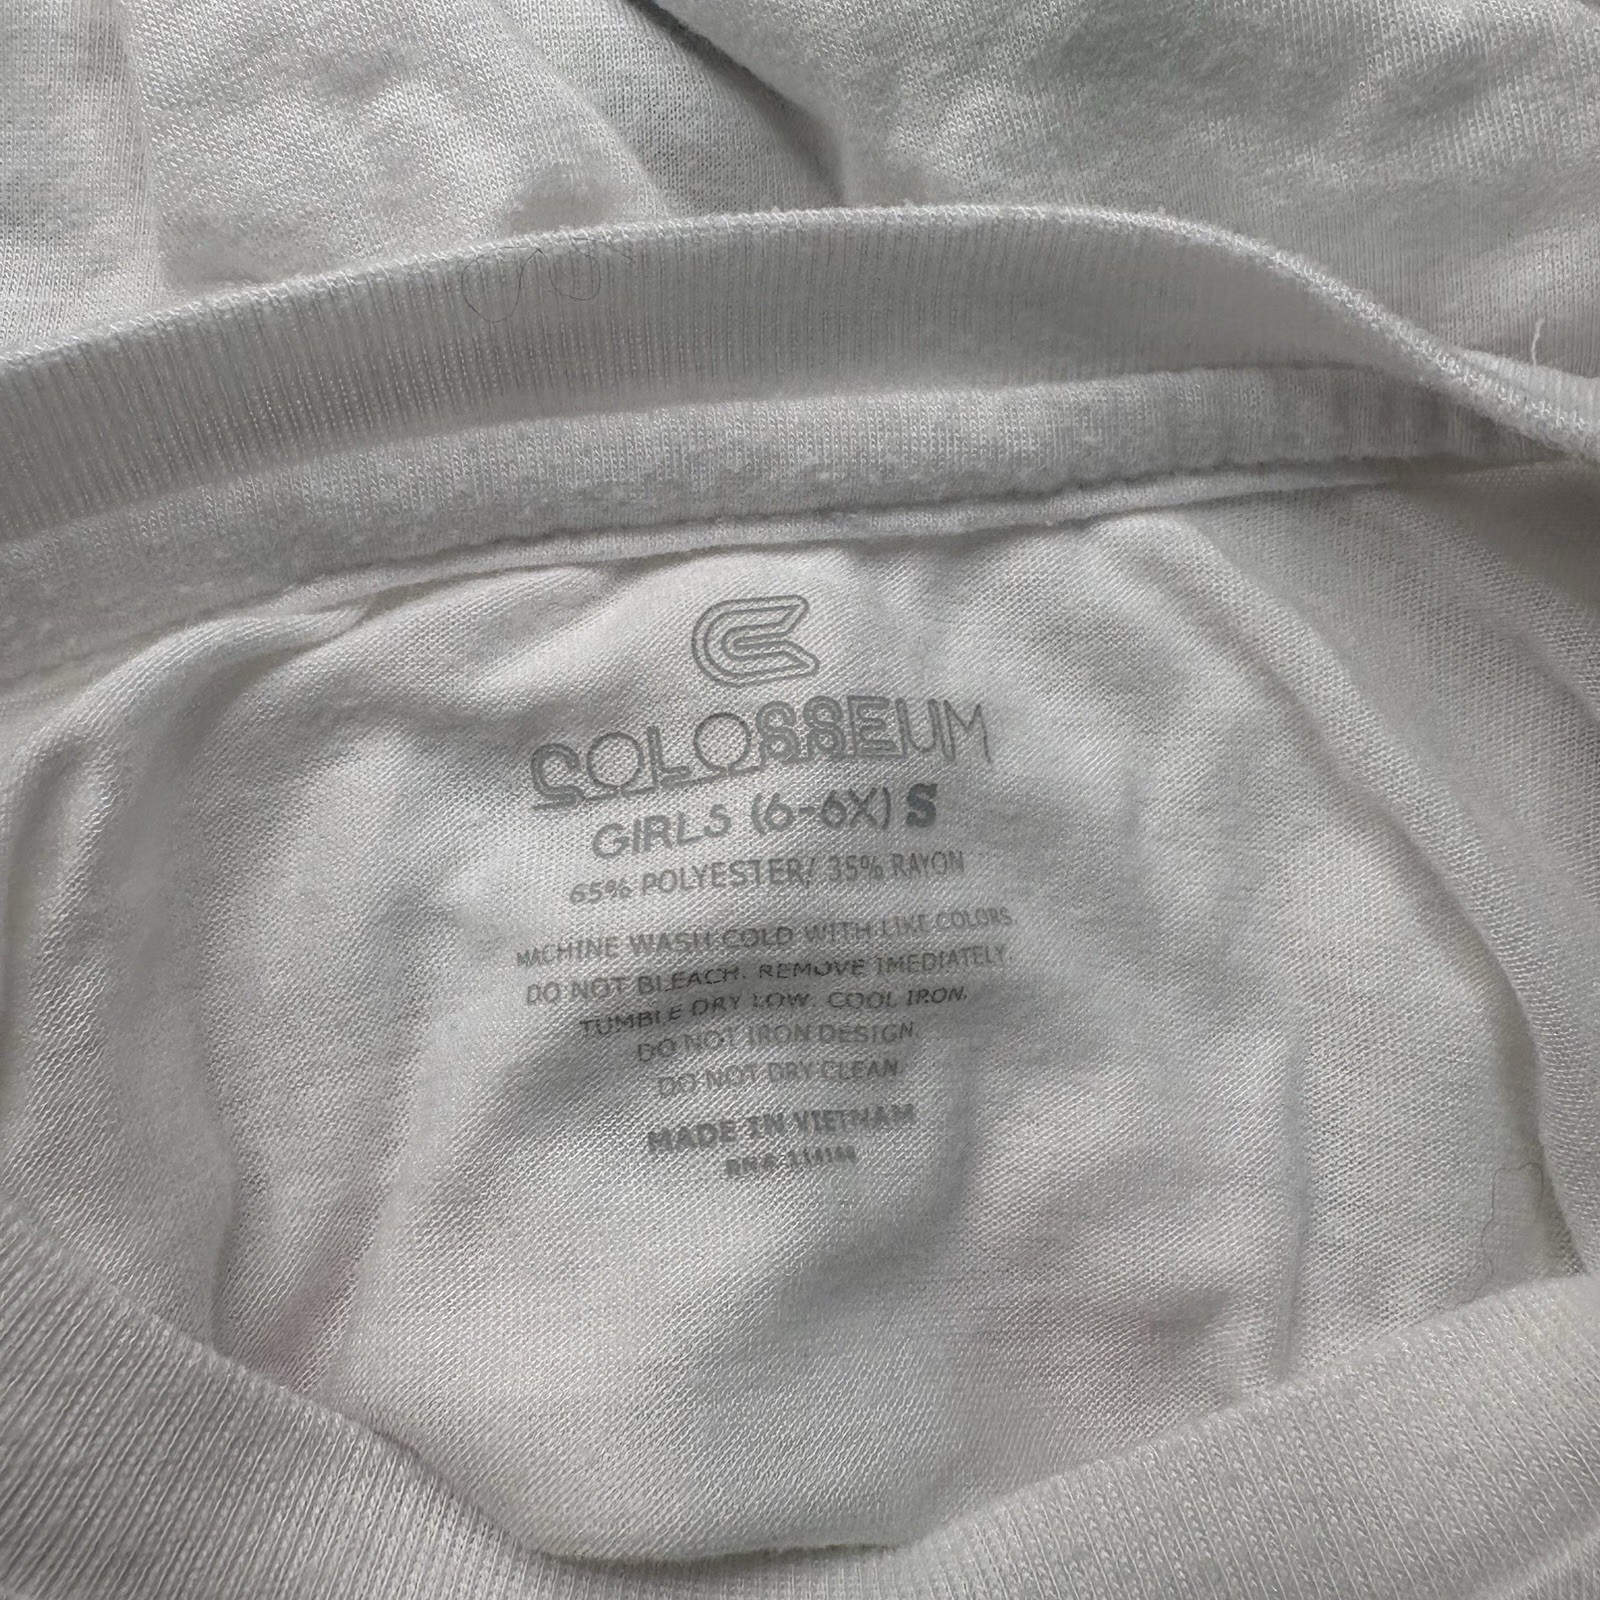 COLOSSEUM
GIRLS (6-6X) S
65% POLYESTER/ 35% RAYON
MACHINE WASH COLD WITH LIKE COLORS.
DO NOT BLEACH. REMOVE IMEDIATELY.
TUMBLE DRY LOW. COOL IRON.
DO NOT IRON DESIGN.
DO NOT DRY CLEAN.
MADE IN VIETNAM
RN#